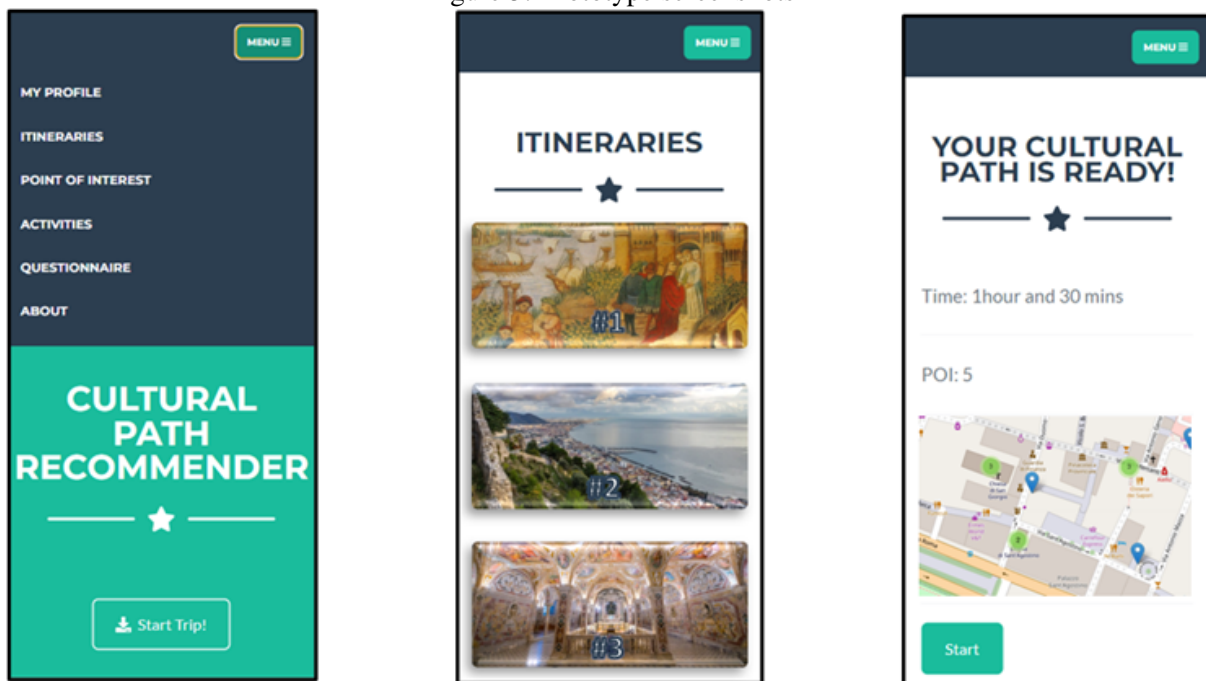 MENU
MY PROFILE
ITINERARIES
POINT OF INTEREST
ACTIVITIES
QUESTIONNAIRE
ABOUT
CULTURAL
PATH
RECOMMENDER
Start Trip!
MENU
ITINERARIES
#1
#2
#3
MENU
YOUR CULTURAL
PATH IS READY!
Time: 1hour and 30 mins
POI: 5
Start